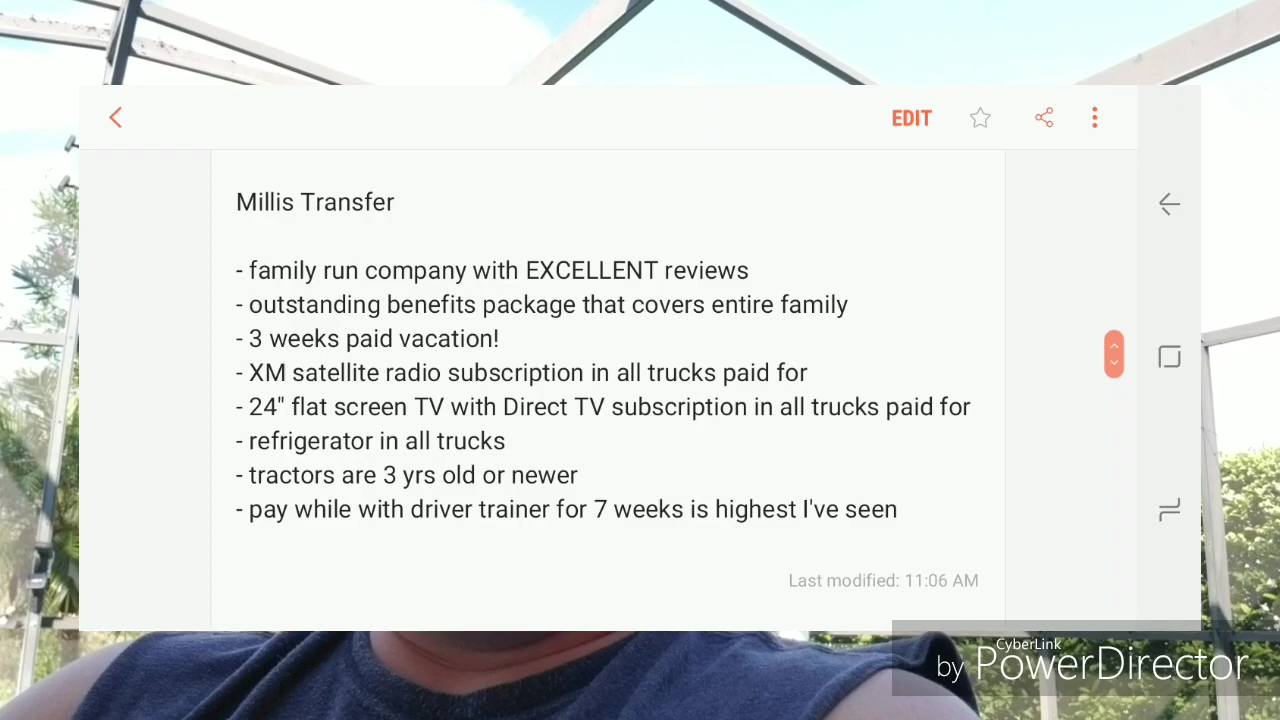 EDIT
Millis Transfer
- family run company with EXCELLENT reviews
- outstanding benefits package that covers entire family
- 3 weeks paid vacation!
- XM satellite radio subscription in all trucks paid for
- 24" flat screen TV with Direct TV subscription in all trucks paid for
- refrigerator in all trucks
- tractors are 3 yrs old or newer
- pay while with driver trainer for 7 weeks is highest I've seen
Last modified: 11:06 AM
CyberLink
by PowerDirector